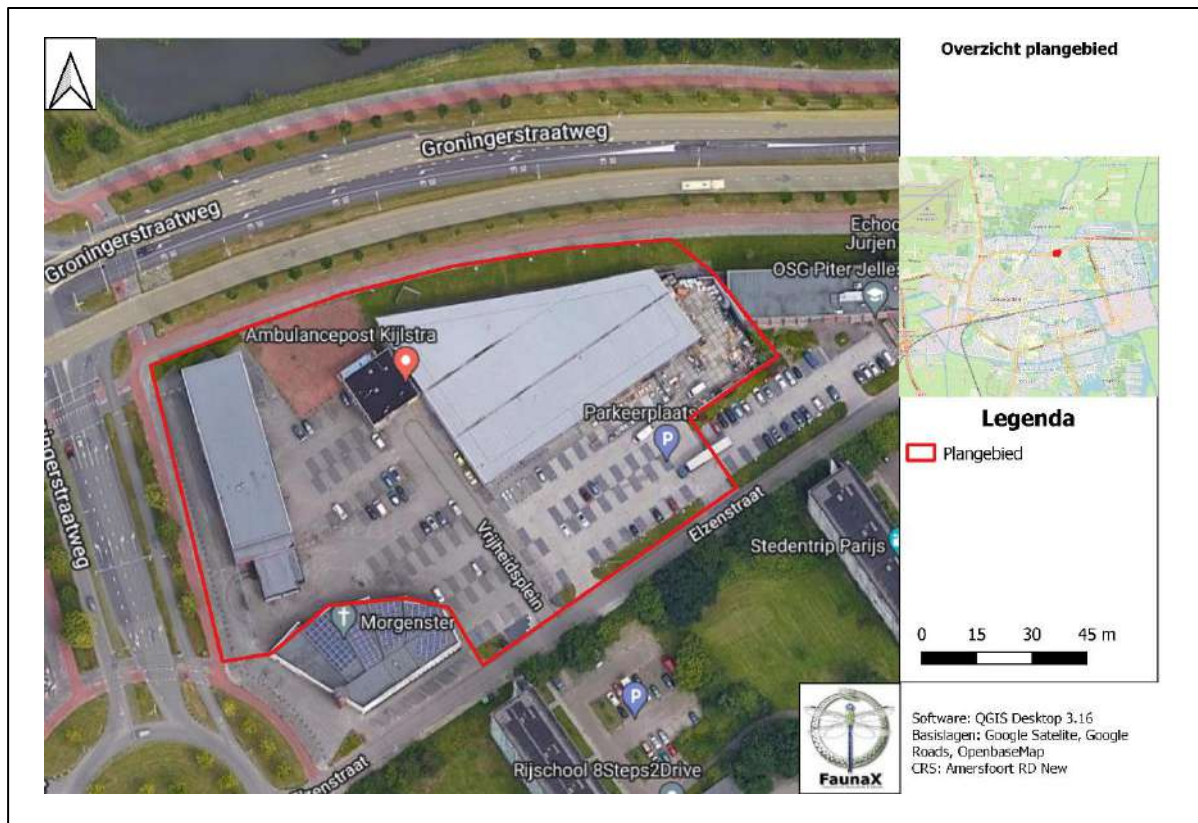 Overzicht plangebied
Groningerstraatweg
Groningerstraatweg
Echoo
Jurjen
OSG Piter Jelles
Ambulancepost Kijlstra
Parkeerplaats
P
ningerstraatweg
Vrijheidsplein
Elzenstraat
Stedentrip Parijs
Morgenster
P
Rijschool 8Steps2Drive
Elzenstraat
Legenda
Plangebied
0 15 30 45 m
FaunaX
Software: QGIS Desktop 3.16
Basislagen: Google Satelite, Google
Roads, OpenbaseMap
CRS: Amersfoort RD New